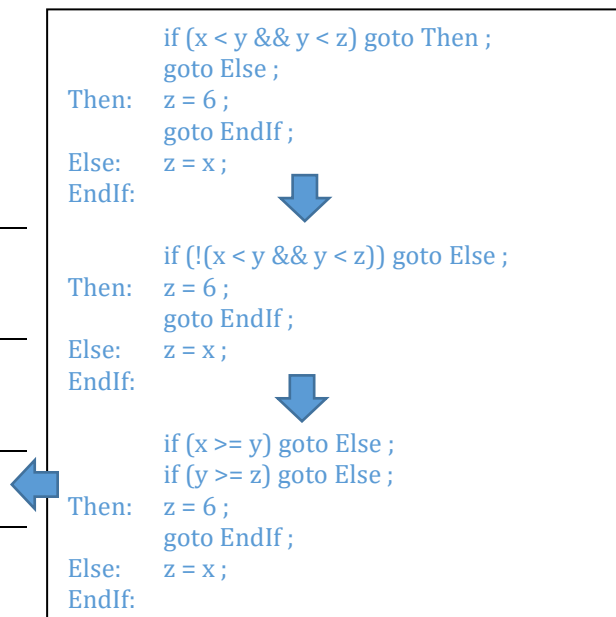 if (x < y && y < z) goto Then ;
goto Else ;
Then: z = 6 ;
goto EndIf ;
Else: z = x ;
EndIf:
if (!(x < y && y < z)) goto Else ;
Then: z = 6 ;
goto EndIf ;
Else: z = x ;
EndIf:
if (x >= y) goto Else ;
if (y >= z) goto Else ;
Then: z = 6 ;
goto EndIf ;
Else: z = x ;
EndIf: